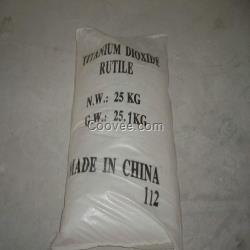 TITANIUM DIOXIDE
RUTILE
N.W.: 25 KG
G.W.: 25.1KG
Coovee.com®
MADE IN CHINA
112